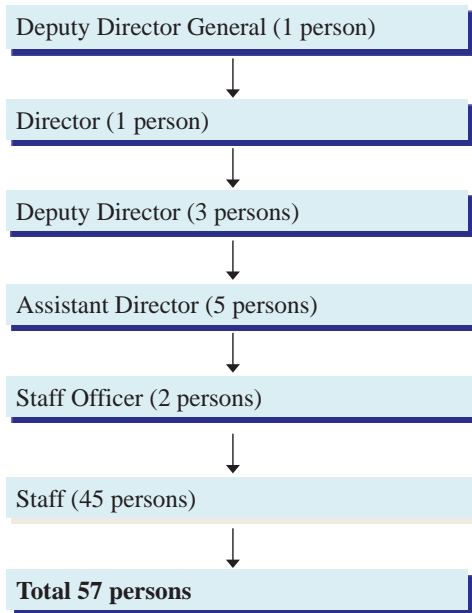 Deputy Director General (1 person)
Director (1 person)
Deputy Director (3 persons)
Assistant Director (5 persons)
Staff Officer (2 persons)
Staff (45 persons)
Total 57 persons